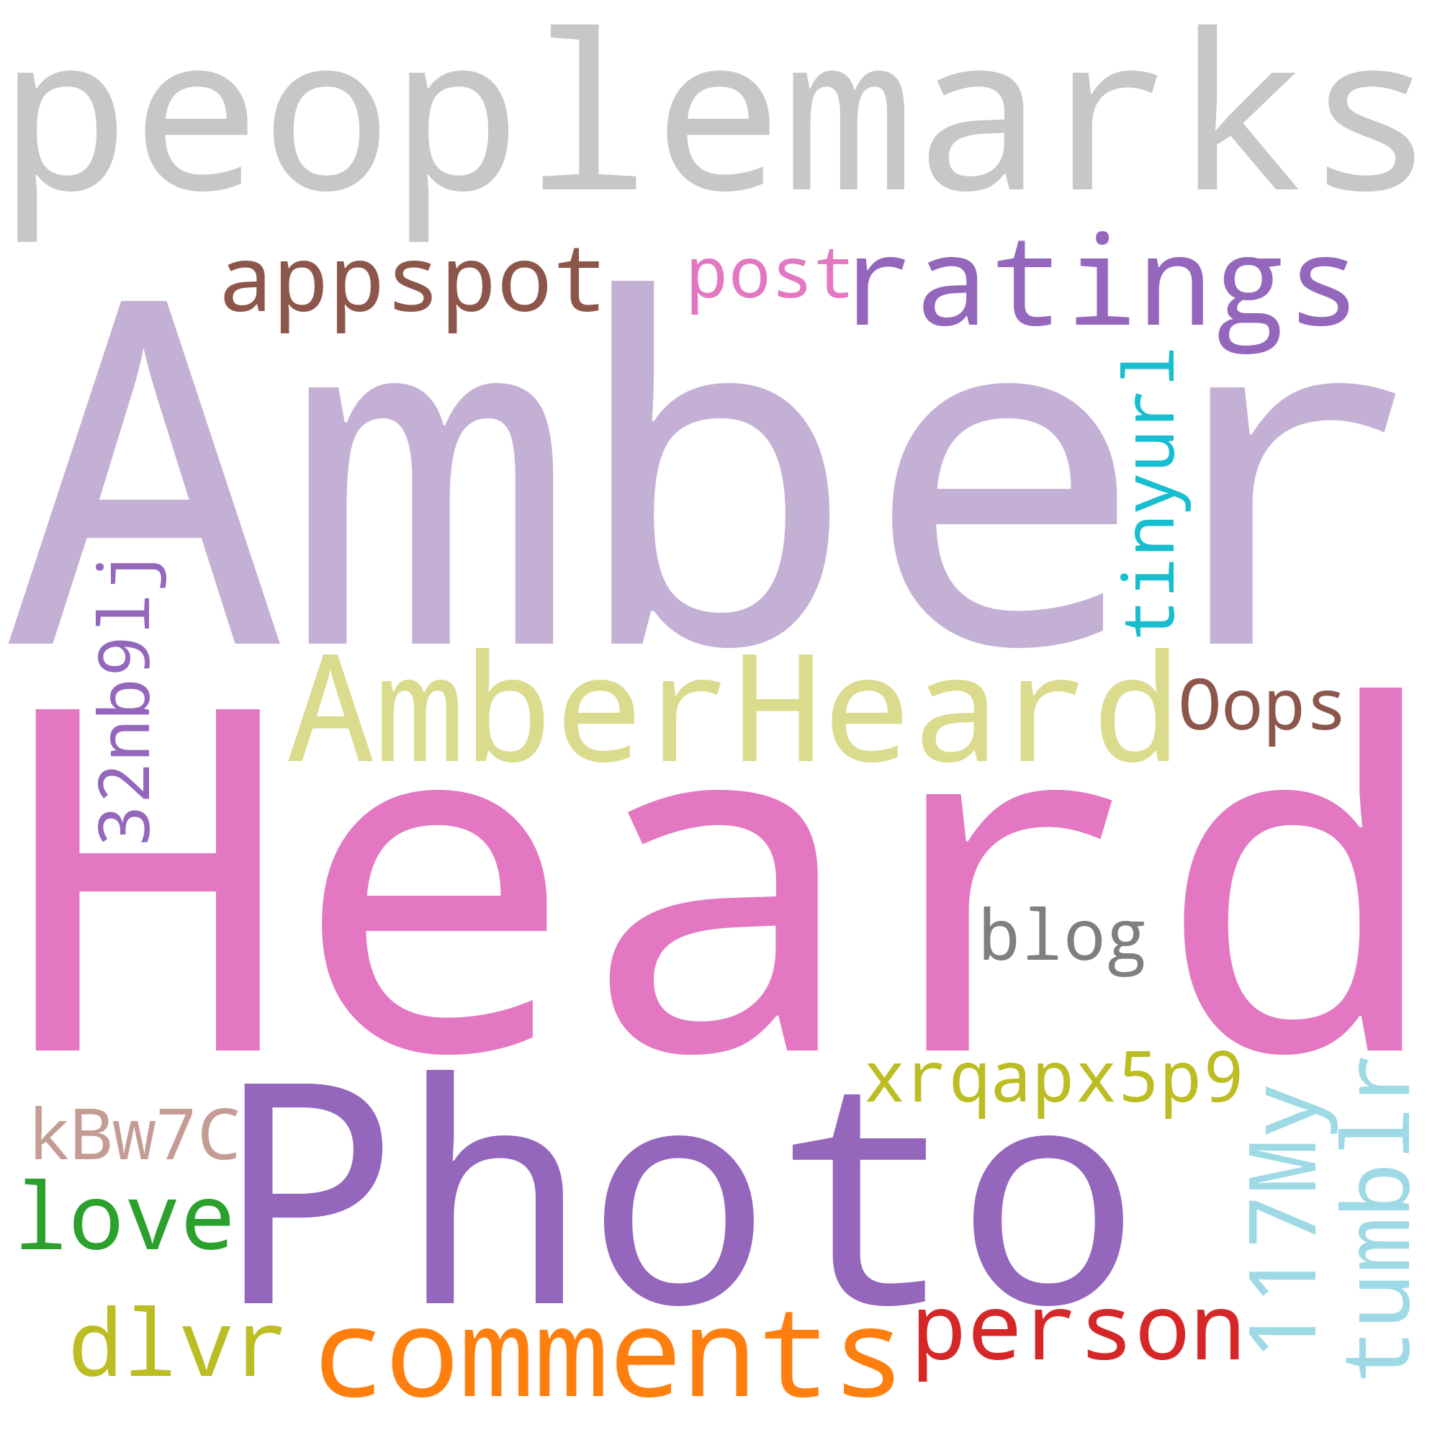 peoplemarks
appspot
post
ratings
Amber
tinyurl
32nb9lj
AmberHeard
Oops
Heard
blog
xrqapx5p9
kBw7C
Photo
117My
tumblr
love
dlvr
comments
person